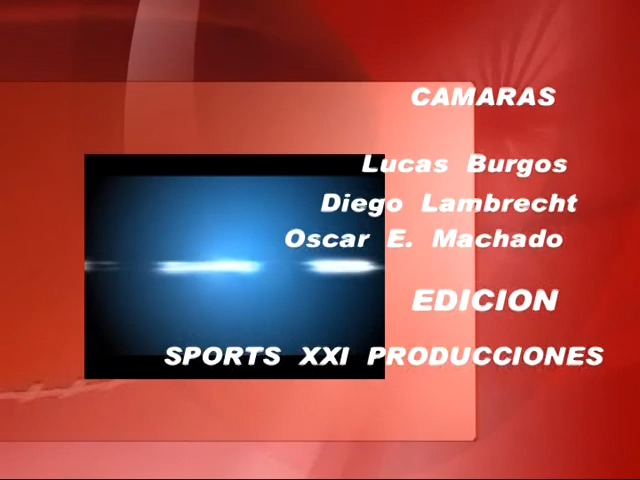 CAMARAS
Lucas Burgos
Diego Lambrecht
Oscar E. Machado
EDICION
SPORTS XXI PRODUCCIONES